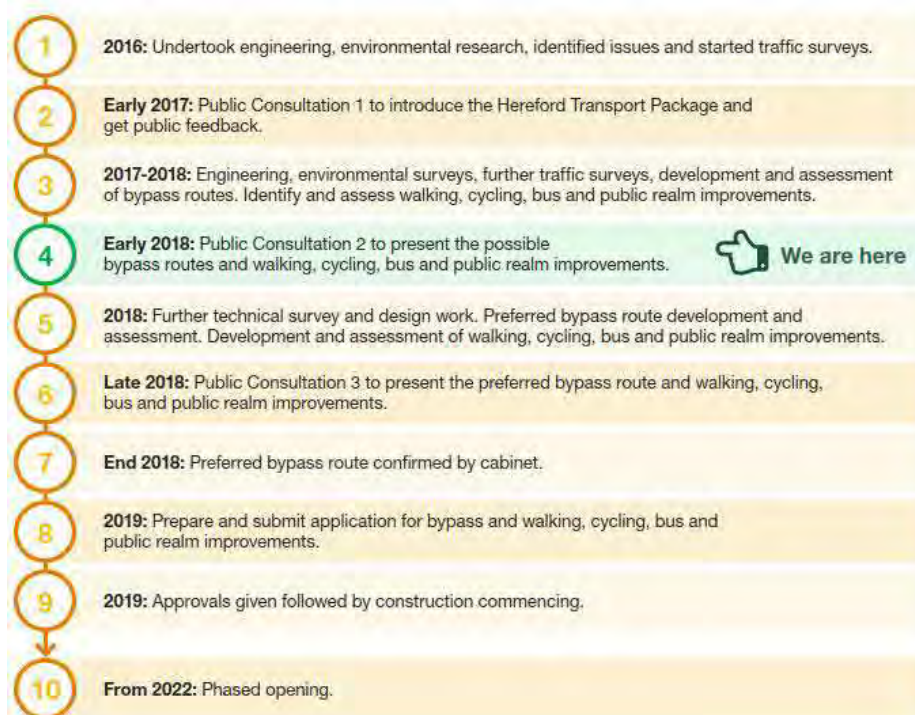 1
2016: Undertook engineering, environmental research, identified issues and started traffic surveys.
2
Early 2017: Public Consultation 1 to introduce the Hereford Transport Package and
get public feedback.
3
2017-2018: Engineering, environmental surveys, further traffic surveys, development and assessment
of bypass routes. Identify and assess walking, cycling, bus and public realm improvements.
4
Early 2018: Public Consultation 2 to present the possible
bypass routes and walking, cycling, bus and public realm improvements.
We are here
5
2018: Further technical survey and design work. Preferred bypass route development and
assessment. Development and assessment of walking, cycling, bus and public realm improvements.
6
Late 2018: Public Consultation 3 to present the preferred bypass route and walking, cycling,
bus and public realm improvements.
7
End 2018: Preferred bypass route confirmed by cabinet.
8
2019: Prepare and submit application for bypass and walking, cycling, bus and
public realm improvements.
9
2019: Approvals given followed by construction commencing.
10
From 2022: Phased opening.